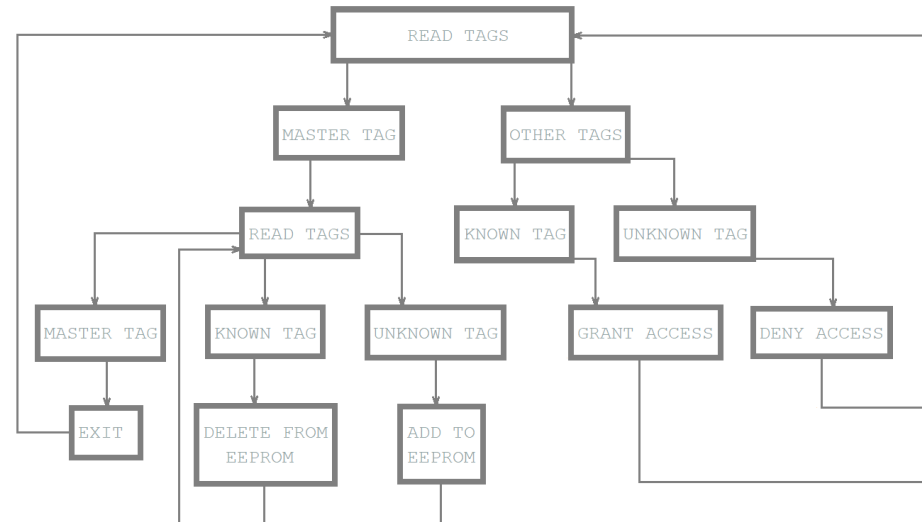 READ TAGS
MASTER TAG
OTHER TAGS
READ TAGS
KNOWN TAG
UNKNOWN TAG
MASTER TAG
KNOWN TAG
UNKNOWN TAG
GRANT ACCESS
DENY ACCESS
EXIT
DELETE FROM
EEPROM
ADD TO
EEPROM